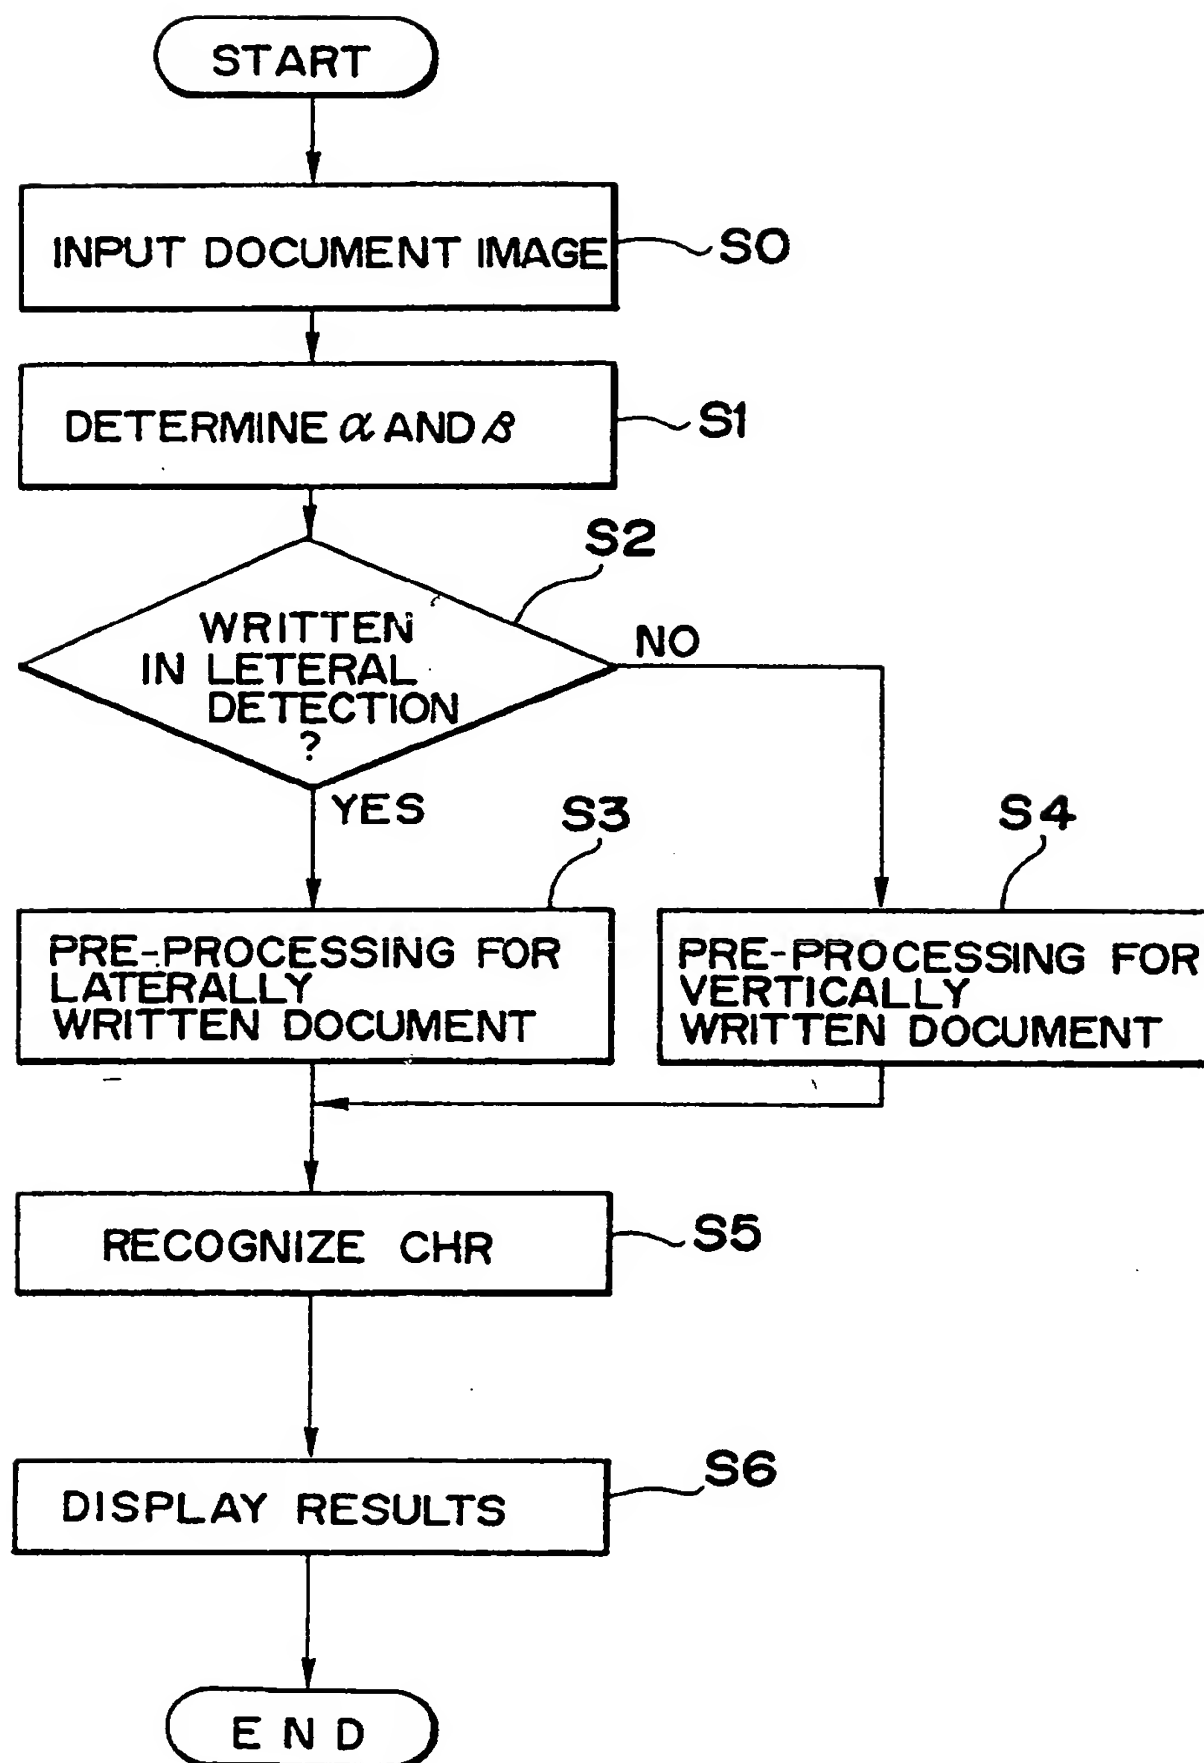 START
INPUT DOCUMENT IMAGE
S0
DETERMINE α AND β
S1
S2
WRITTEN
IN LETERAL
DETECTION
?
NO
YES
S3
PRE-PROCESSING FOR
LATERALLY
WRITTEN DOCUMENT
S4
PRE-PROCESSING FOR
VERTICALLY
WRITTEN DOCUMENT
RECOGNIZE CHR
S5
DISPLAY RESULTS
S6
END